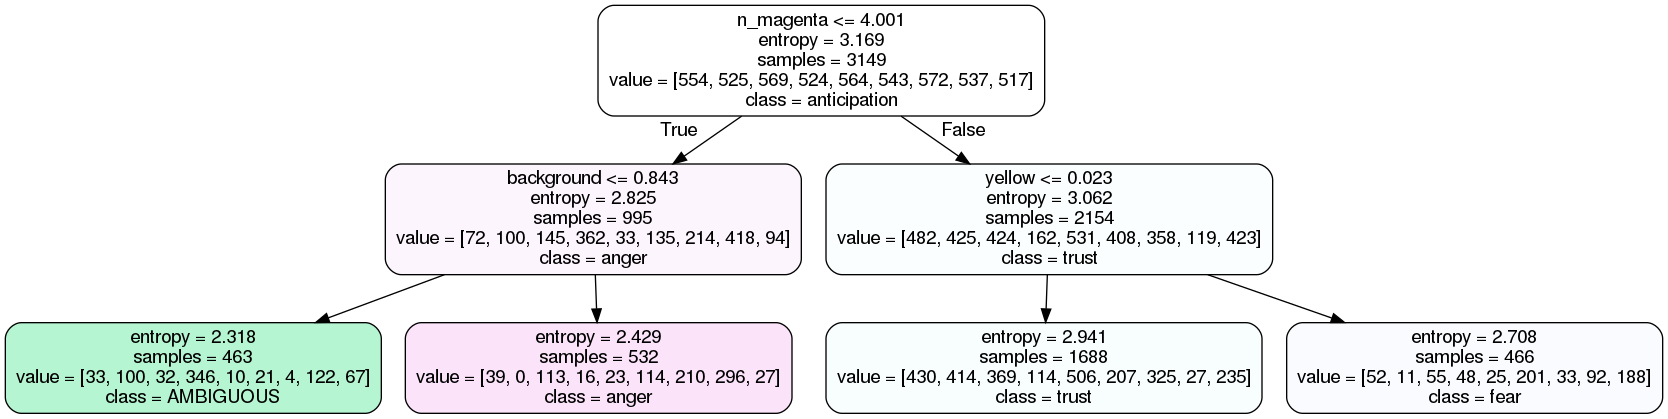 n_magenta <= 4.001
entropy = 3.169
samples = 3149
value = [554, 525, 569, 524, 564, 543, 572, 537, 517]
class = anticipation
True
False
background <= 0.843
entropy = 2.825
samples = 995
value = [72, 100, 145, 362, 33, 135, 214, 418, 94]
class = anger
yellow <= 0.023
entropy = 3.062
samples = 2154
value = [482, 425, 424, 162, 531, 408, 358, 119, 423]
class = trust
entropy = 2.318
samples = 463
value = [33, 100, 32, 346, 10, 21, 4, 122, 67]
class = AMBIGUOUS
entropy = 2.429
samples = 532
value = [39, 0, 113, 16, 23, 114, 210, 296, 27]
class = anger
entropy = 2.941
samples = 1688
value = [430, 414, 369, 114, 506, 207, 325, 27, 235]
class = trust
entropy = 2.708
samples = 466
value = [52, 11, 55, 48, 25, 201, 33, 92, 188]
class = fear